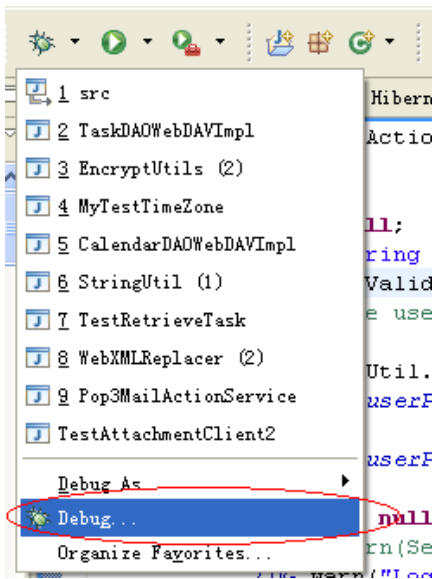 1 src
Hibern
2 TaskDAOWebDAVImpl
Actio
3 EncryptUtils (2)
4 MyTestTimeZone
ll;
5 CalendarDAOWebDAVImpl
ring
6 StringUtil (1)
Valid
7 TestRetrieveTask
e use
8 WebXMLReplacer (2)
Util.
9 Pop3MailActionService
userP
TestAttachmentClient2
userP
Debug As
Debug...
null
Organize Favorites...
rn(Se
warn("Log